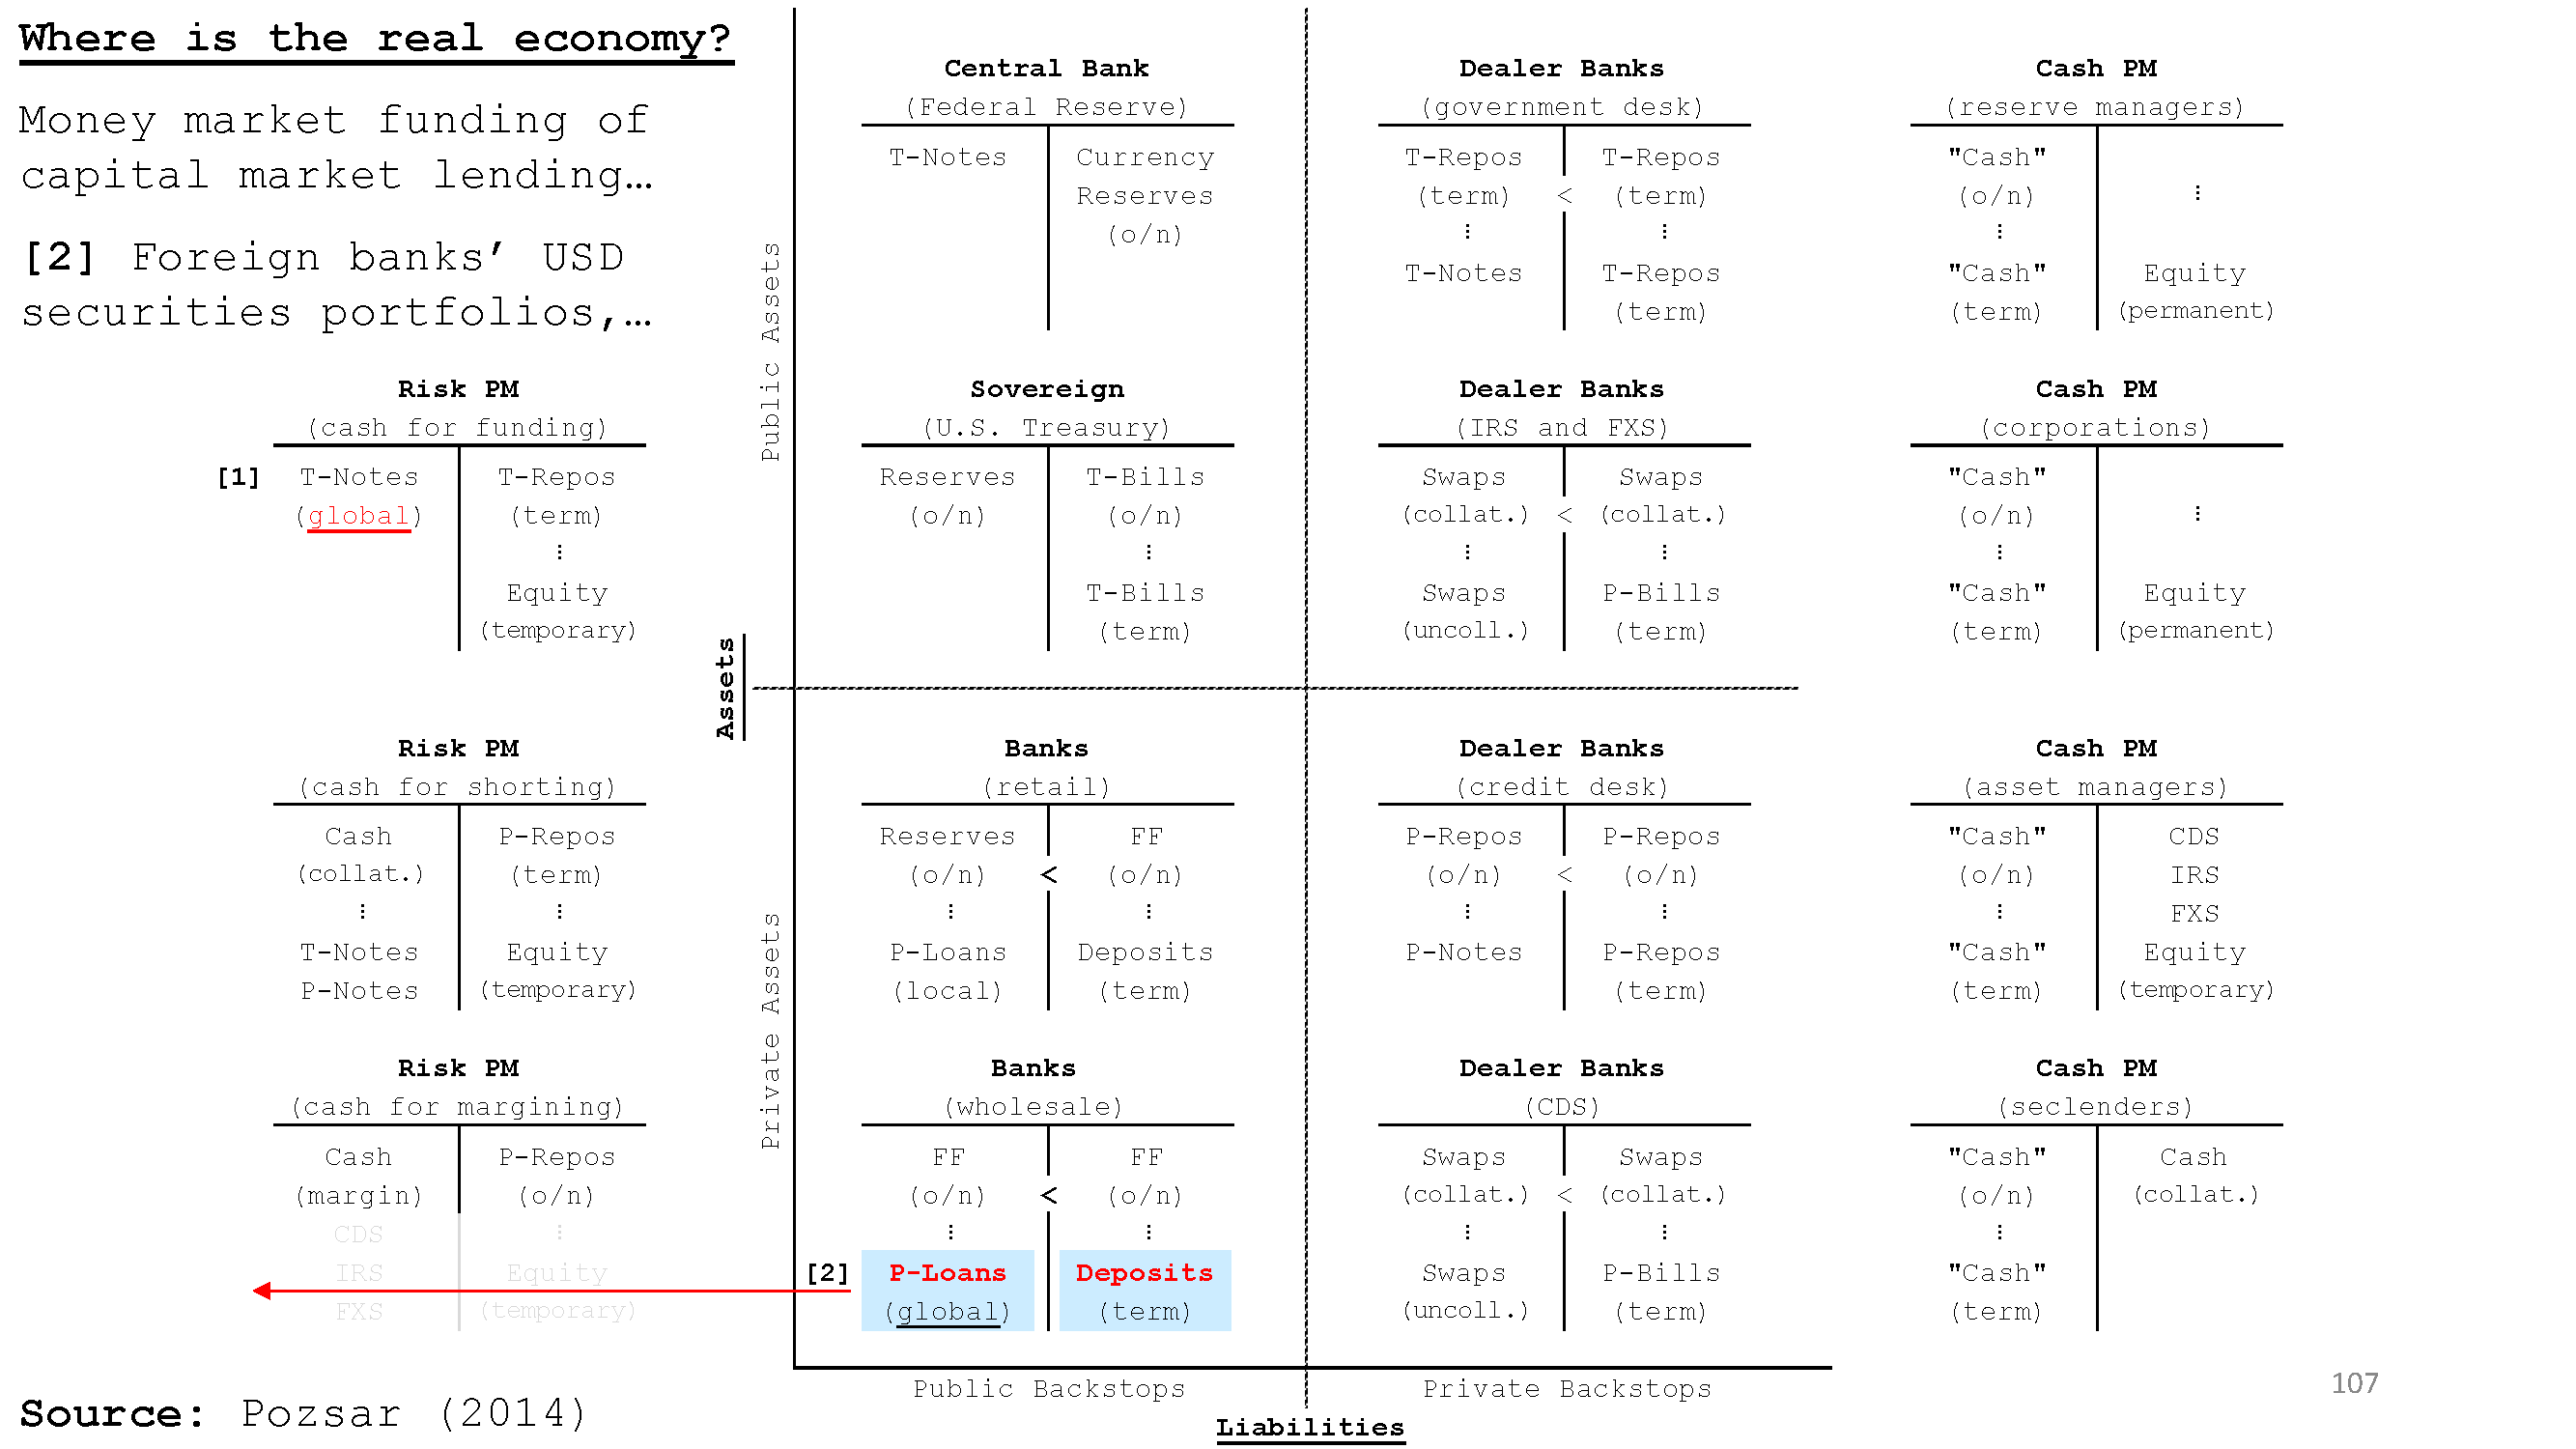 Where is the real economy?
Money market funding of
capital market lending…
[2] Foreign banks’ USD
securities portfolios,…
Risk PM
(cash for funding)
[1] T-Notes T-Repos
(global) (term)
⋮
Equity
(temporary)
Risk PM
(cash for shorting)
Cash P-Repos
(collat.) (term)
⋮ ⋮
T-Notes Equity
P-Notes (temporary)
Risk PM
(cash for margining)
Cash P-Repos
(margin) (o/n)
CDS ⋮
IRS Equity
FXS (temporary)
Assets
Public Assets
Private Assets
Central Bank
(Federal Reserve)
T-Notes Currency
Reserves
(o/n)
Sovereign
(U.S. Treasury)
Reserves T-Bills
(o/n) (o/n)
⋮
T-Bills
(term)
Banks
(retail)
Reserves FF
(o/n) < (o/n)
⋮ ⋮
P-Loans Deposits
(local) (term)
Banks
(wholesale)
FF FF
(o/n) < (o/n)
⋮ ⋮
[2] P-Loans Deposits
(global) (term)
Dealer Banks
(government desk)
T-Repos T-Repos
(term) < (term)
⋮ ⋮
T-Notes T-Repos
(term)
Dealer Banks
(IRS and FXS)
Swaps Swaps
(collat.) < (collat.)
⋮ ⋮
Swaps P-Bills
(uncoll.) (term)
Dealer Banks
(credit desk)
P-Repos P-Repos
(o/n) < (o/n)
⋮ ⋮
P-Notes P-Repos
(term)
Dealer Banks
(CDS)
Swaps Swaps
(collat.) < (collat.)
⋮ ⋮
Swaps P-Bills
(uncoll.) (term)
Cash PM
(reserve managers)
"Cash"
(o/n) ⋮
⋮
"Cash" Equity
(term) (permanent)
Cash PM
(corporations)
"Cash"
(o/n) ⋮
⋮
"Cash" Equity
(term) (permanent)
Cash PM
(asset managers)
"Cash" CDS
(o/n) IRS
⋮ FXS
"Cash" Equity
(term) (temporary)
Cash PM
(seclenders)
"Cash" Cash
(o/n) (collat.)
⋮
"Cash"
(term)
Public Backstops Private Backstops
Liabilities
Source: Pozsar (2014)
107